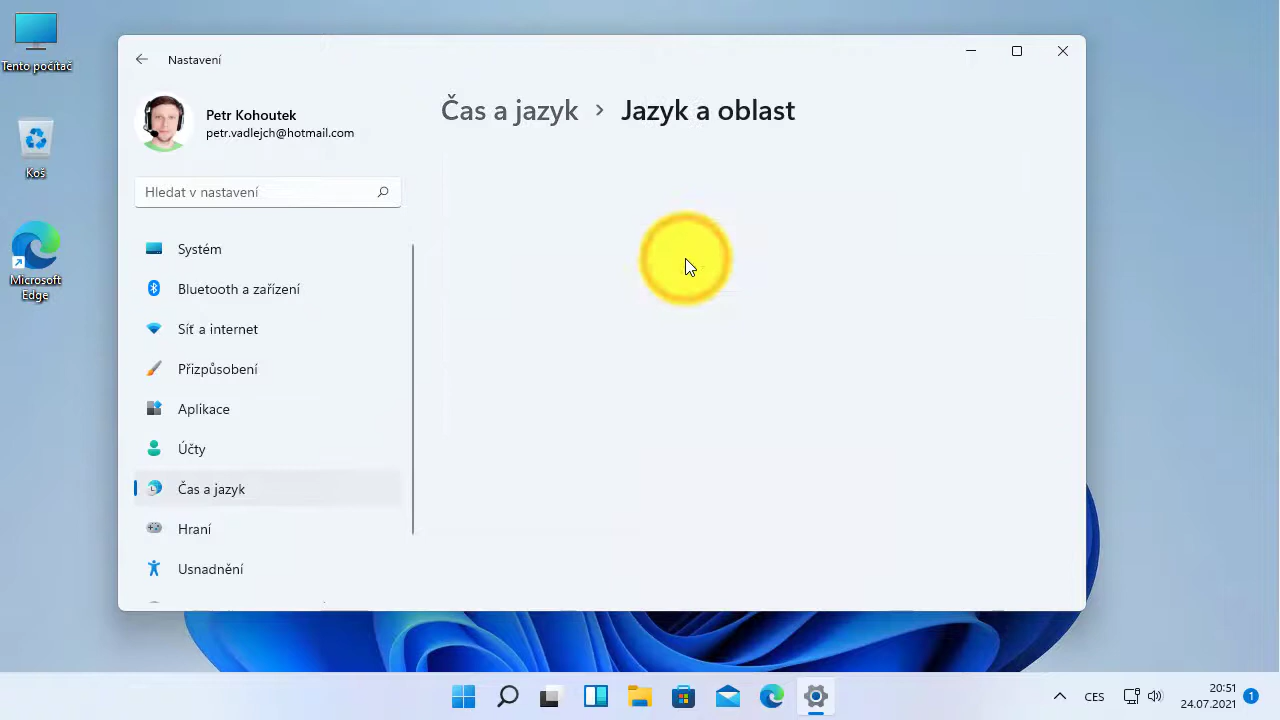 Tento počítač
Koš
Microsoft
Edge
Nastavení
Petr Kohoutek
petr.vadlejch@hotmail.com
Hledat v nastavení
Systém
Bluetooth a zařízení
Síť a internet
Přizpůsobení
Aplikace
Účty
Čas a jazyk
Hraní
Usnadnění
Čas a jazyk › Jazyk a oblast
CES
20:51
24.07.2021
1